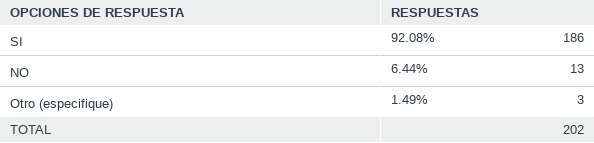 OPCIONES DE RESPUESTA RESPUESTAS
SI 92.08% 186
NO 6.44% 13
Otro (especifique) 1.49% 3
TOTAL 202